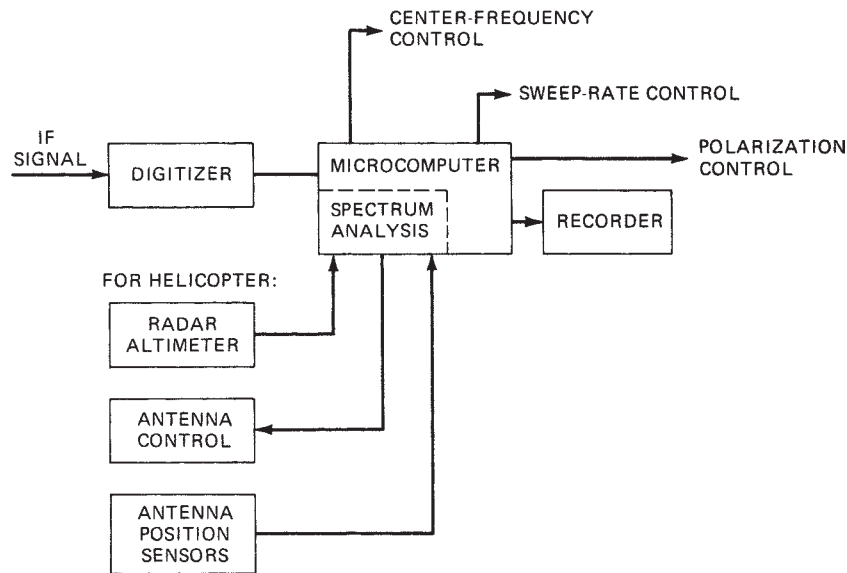 CENTER-FREQUENCY
CONTROL
SWEEP-RATE CONTROL
IF
SIGNAL
DIGITIZER
MICROCOMPUTER
POLARIZATION
CONTROL
SPECTRUM
ANALYSIS
RECORDER
FOR HELICOPTER:
RADAR
ALTIMETER
ANTENNA
CONTROL
ANTENNA
POSITION
SENSORS